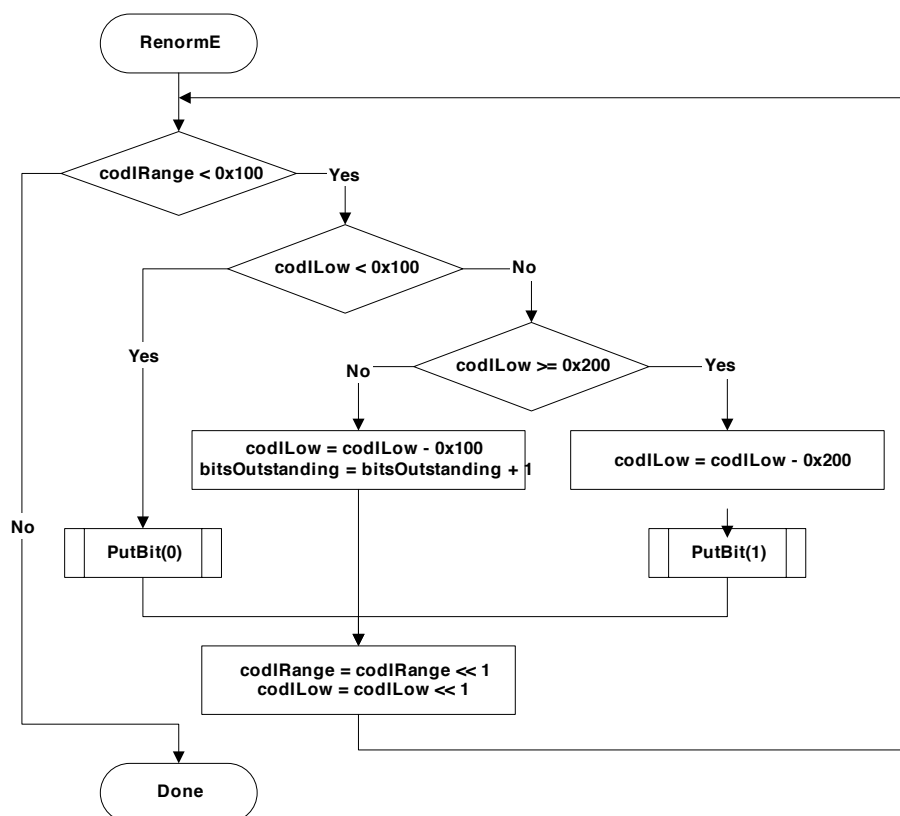 RenormE
codIRange < 0x100
Yes
codILow < 0x100
No
Yes
codILow >= 0x200
No
Yes
codILow = codILow - 0x100
bitsOutstanding = bitsOutstanding + 1
codILow = codILow - 0x200
No
PutBit(0)
PutBit(1)
codIRange = codIRange << 1
codILow = codILow << 1
Done